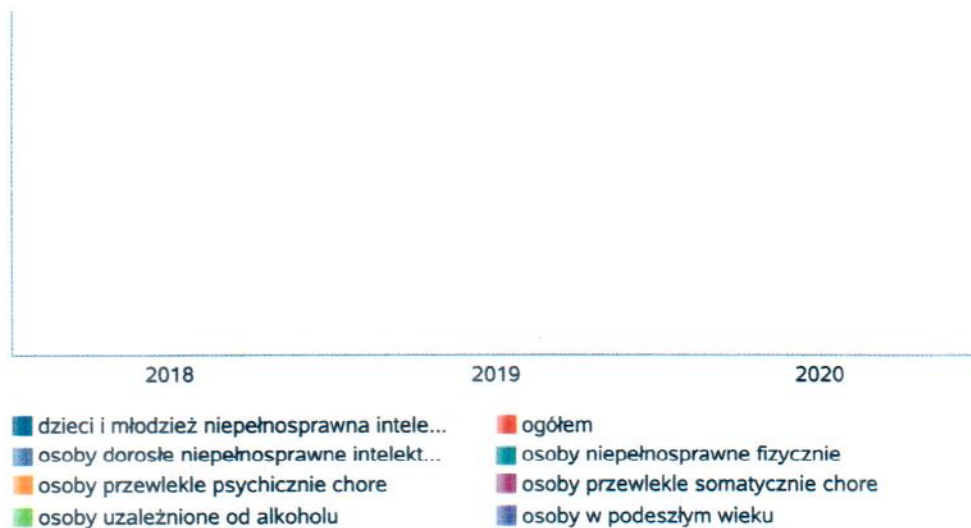 2018 2019 2020
dzieci i młodzież niepełnosprawna intele... ogółem
osoby dorosłe niepełnosprawne intelekt... osoby niepełnosprawne fizycznie
osoby przewlekle psychicznie chore osoby przewlekle somatycznie chore
osoby uzależnione od alkoholu osoby w podeszłym wieku